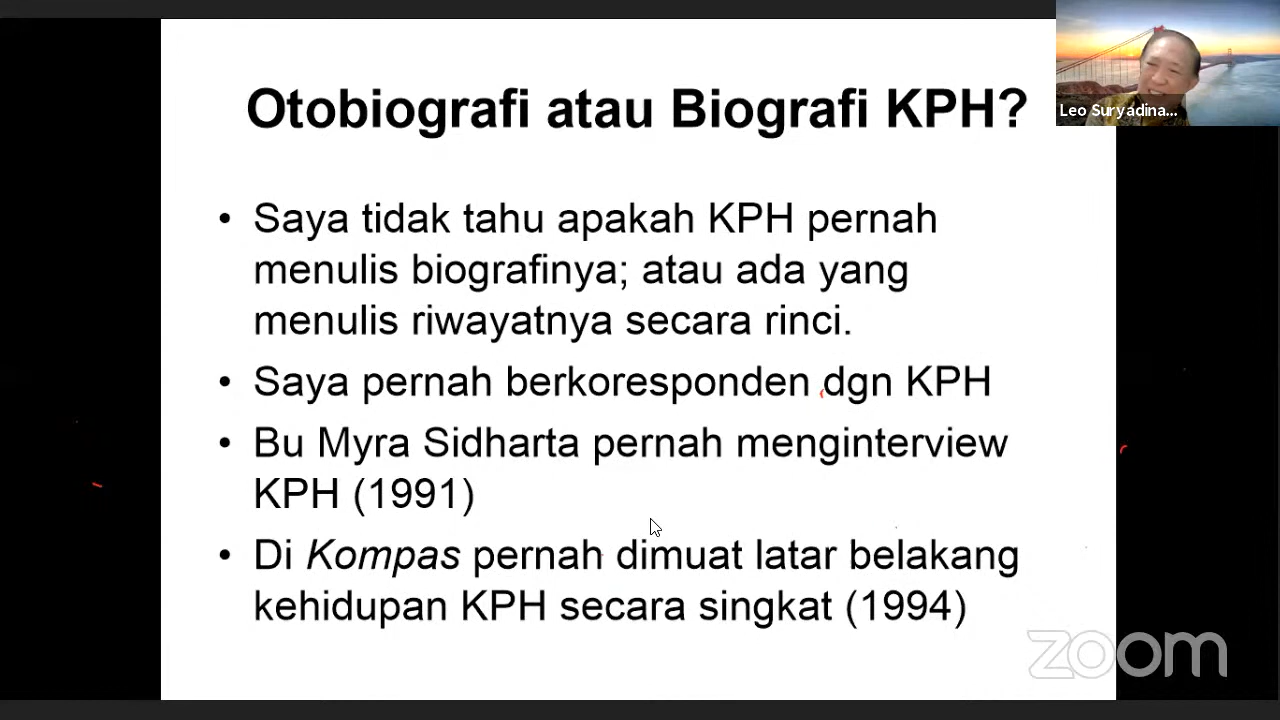 Otobiografi atau Biografi KPH?
Leo Suryadina...
• Saya tidak tahu apakah KPH pernah
menulis biografinya; atau ada yang
menulis riwayatnya secara rinci.
• Saya pernah berkoresponden dgn KPH
• Bu Myra Sidharta pernah menginterview
KPH (1991)
• Di Kompas pernah dimuat latar belakang
kehidupan KPH secara singkat (1994)
zoom